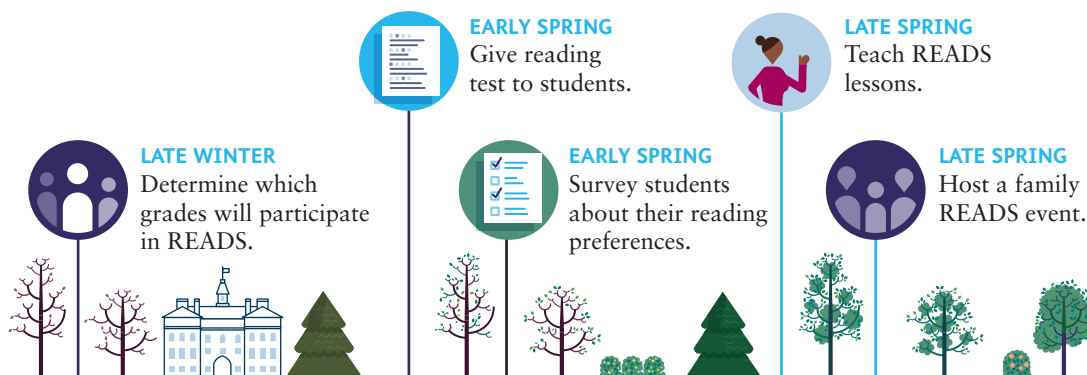 LATE WINTER
Determine which
grades will participate
in READS.
EARLY SPRING
Give reading
test to students.
EARLY SPRING
Survey students
about their reading
preferences.
LATE SPRING
Teach READS
lessons.
LATE SPRING
Host a family
READS event.